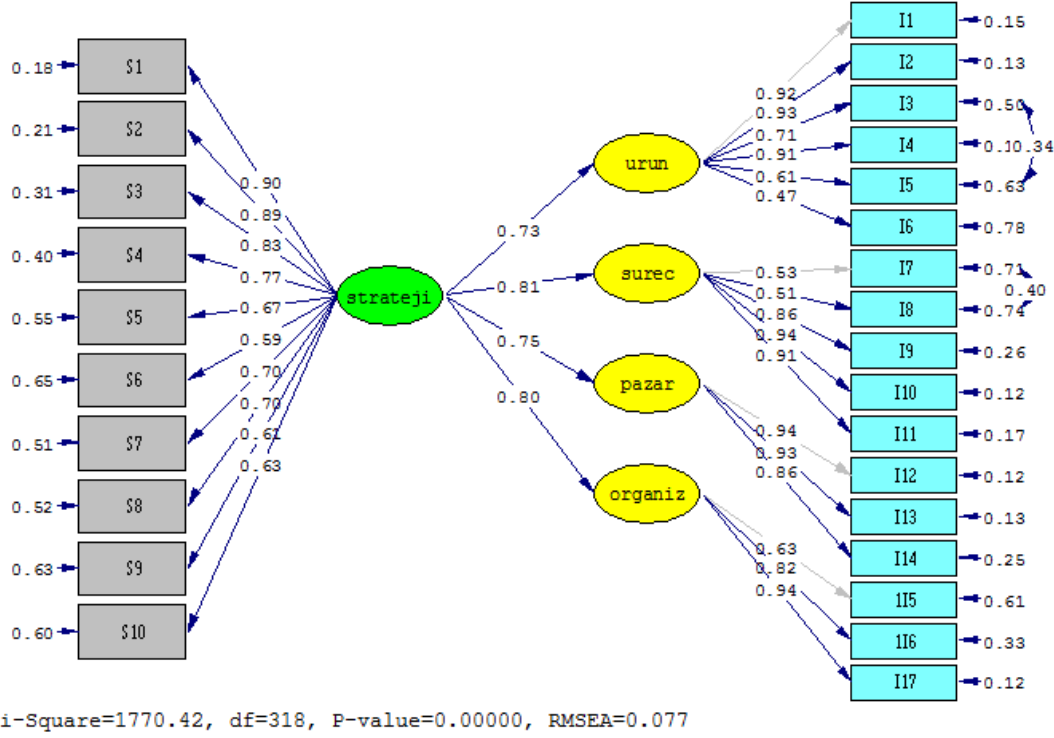 0.18 S1
0.21 S2
0.31 S3
0.40 S4
0.55 S5
0.65 S6
0.51 S7
0.52 S8
0.63 S9
0.60 S10
0.90
0.89
0.83
0.77
0.67
0.59
0.70
0.70
0.61
0.63
strateji
0.73
0.81
0.75
0.80
urun
surec
pazar
organiz
0.92
0.93
0.71
0.91
0.61
0.47
0.53
0.51
0.86
0.94
0.91
0.94
0.93
0.86
0.63
0.82
0.94
I1 0.15
I2 0.13
I3 0.50
I4 0.10
0.34
I5 0.63
I6 0.78
I7 0.71
0.40
I8 0.74
I9 0.26
I10 0.12
I11 0.17
I12 0.12
I13 0.13
I14 0.25
1I5 0.61
1I6 0.33
I17 0.12
i-Square=1770.42, df=318, P-value=0.00000, RMSEA=0.077